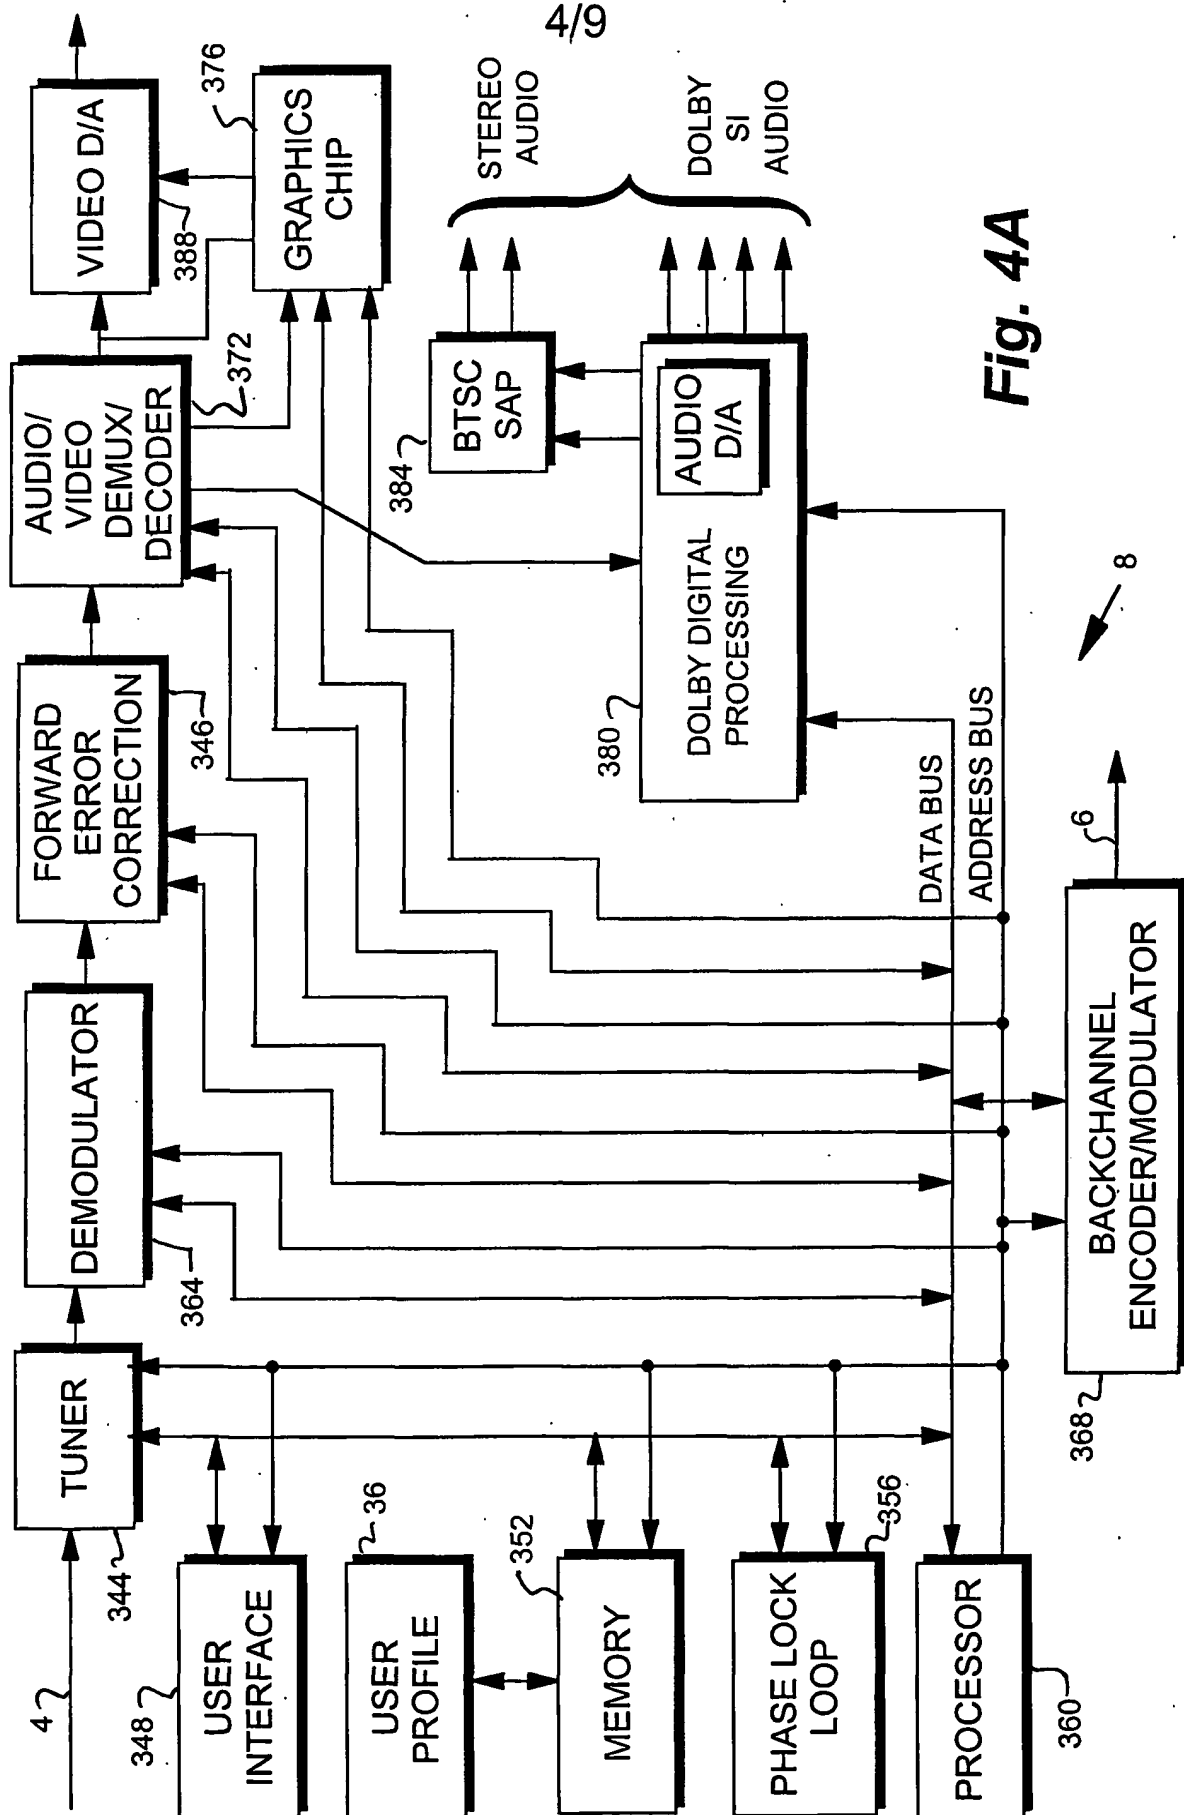 4/9
4
344
TUNER
364
DEMODULATOR
FORWARD
ERROR
CORRECTION
346
AUDIO/
VIDEO
DEMUX/
DECODER
372
VIDEO D/A
388
GRAPHICS
CHIP
376
348
USER
INTERFACE
USER
PROFILE
36
MEMORY
352
PHASE LOCK
LOOP
356
PROCESSOR
360
384
BTSC
SAP
STEREO
AUDIO
DOLBY
SI
AUDIO
380
DOLBY DIGITAL
PROCESSING
AUDIO
D/A
DATA BUS
ADDRESS BUS
368
BACKCHANNEL
ENCODER/MODULATOR
6
8
Fig. 4A